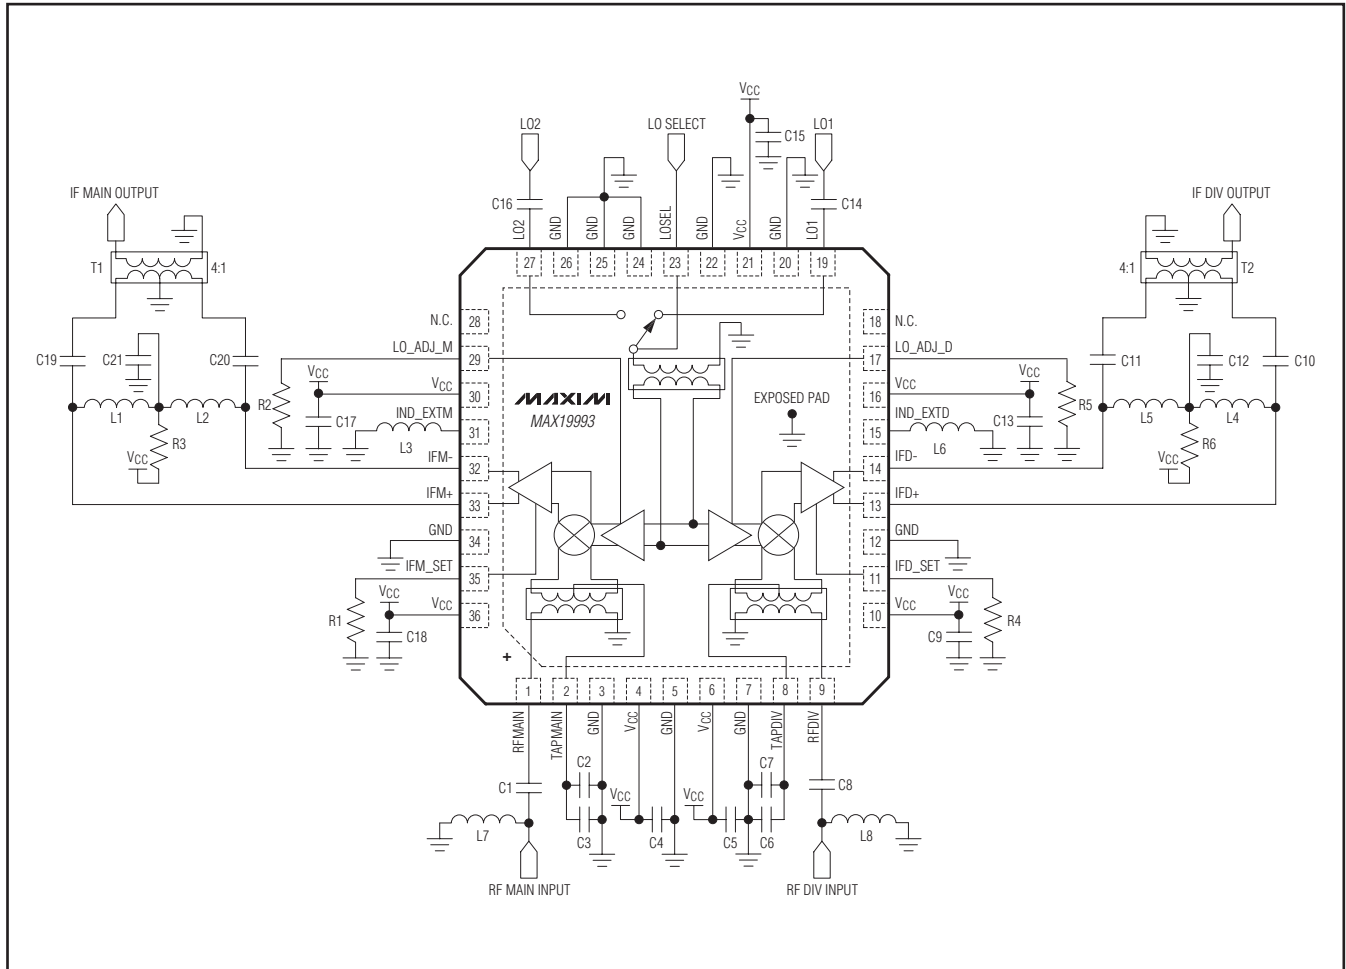 VCC
LO2
LO SELECT
C15
LO1
IF MAIN OUTPUT
IF DIV OUTPUT
C16
C14
LO2
GND
GND
GND
LOSEL
GND
VCC
GND
LO1
T1
4:1
4:1
T2
27
26
25
24
23
22
21
20
19
N.C.
28
18
N.C.
C19
C21
C20
LO_ADJ_M
29
17
LO_ADJ_D
C11
C12
C10
VCC
VCC
R2
VCC
30
MAXIM
MAX19993
EXPOSED PAD
16
VCC
R5
L1
L2
C17
IND_EXTM
31
15
IND_EXTD
C13
L5
L4
R3
L3
L6
R6
VCC
IFM-
32
14
IFD-
VCC
IFM+
33
13
IFD+
GND
34
12
GND
IFM_SET
35
11
IFD_SET
VCC
VCC
R1
VCC
36
10
VCC
R4
C18
C9
+
1
2
3
4
5
6
7
8
9
RFMAIN
TAPMAIN
GND
VCC
GND
VCC
GND
TAPDIV
RFDIV
C2
C7
C1
C8
VCC
VCC
L7
C3
C4
C5
C6
L8
RF MAIN INPUT
RF DIV INPUT